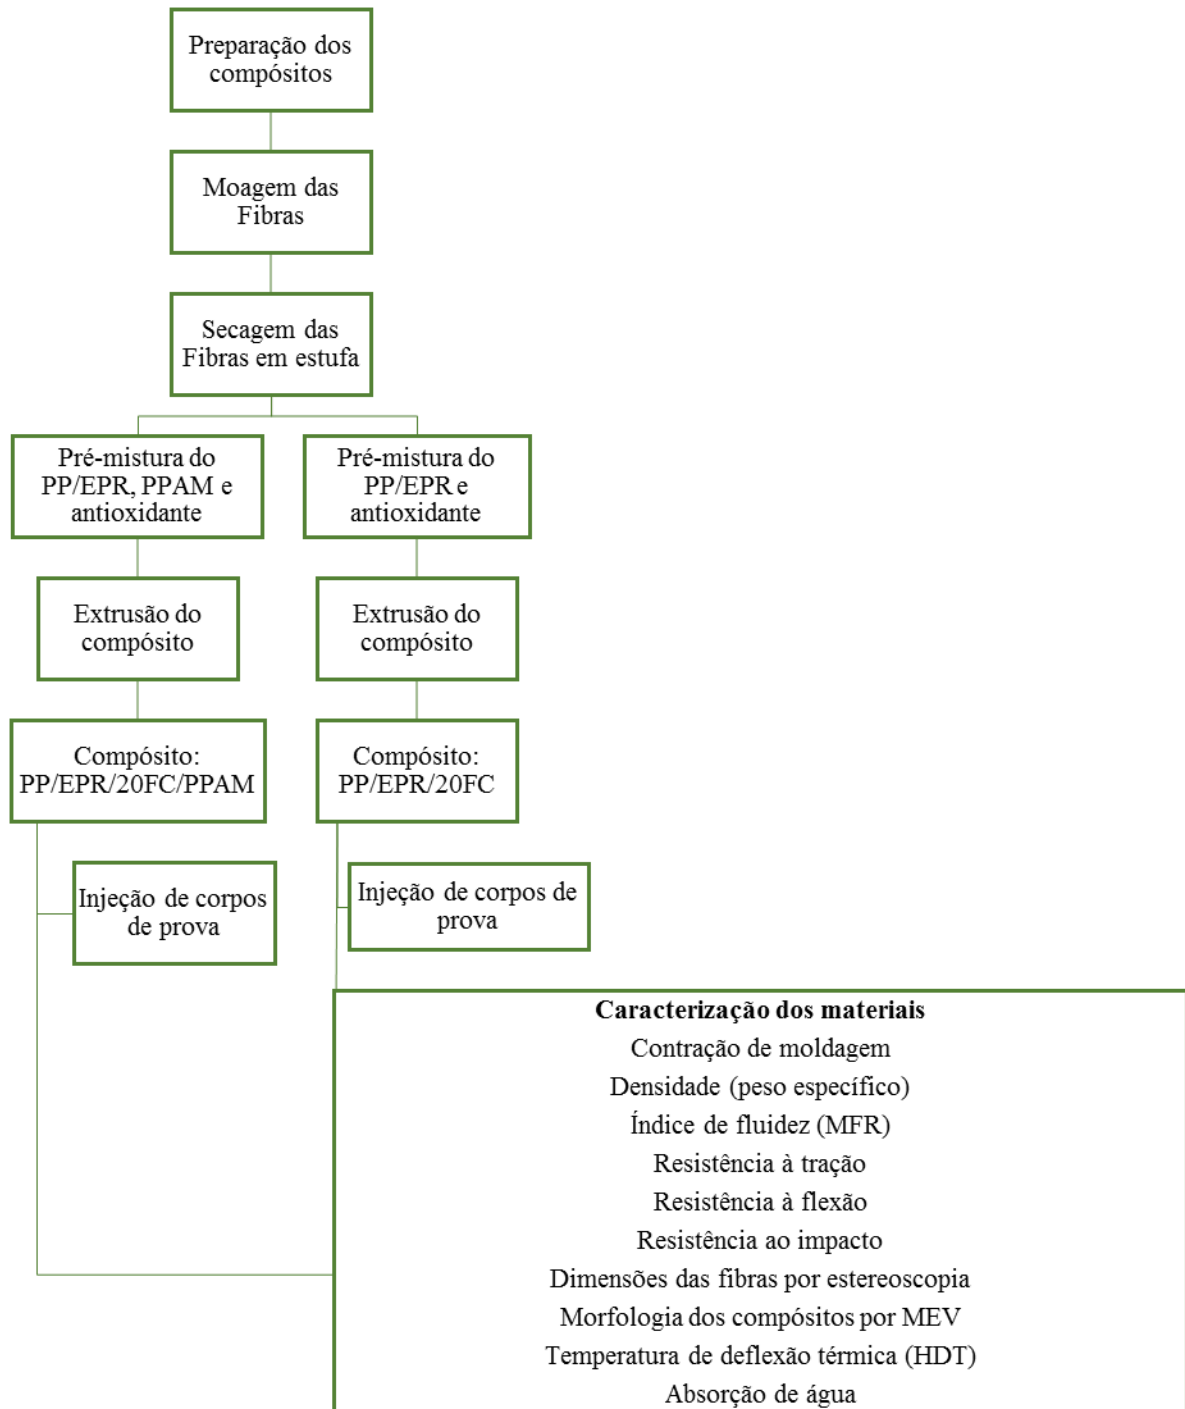 Preparação dos
compósitos
Moagem das
Fibras
Secagem das
Fibras em estufa
Pré-mistura do
PP/EPR, PPAM e
antioxidante
Pré-mistura do
PP/EPR e
antioxidante
Extrusão do
compósito
Extrusão do
compósito
Compósito:
PP/EPR/20FC/PPAM
Compósito:
PP/EPR/20FC
Injeção de corpos
de prova
Injeção de corpos de
prova
Caracterização dos materiais
Contração de moldagem
Densidade (peso específico)
Índice de fluidez (MFR)
Resistência à tração
Resistência à flexão
Resistência ao impacto
Dimensões das fibras por estereoscopia
Morfologia dos compósitos por MEV
Temperatura de deflexão térmica (HDT)
Absorção de água